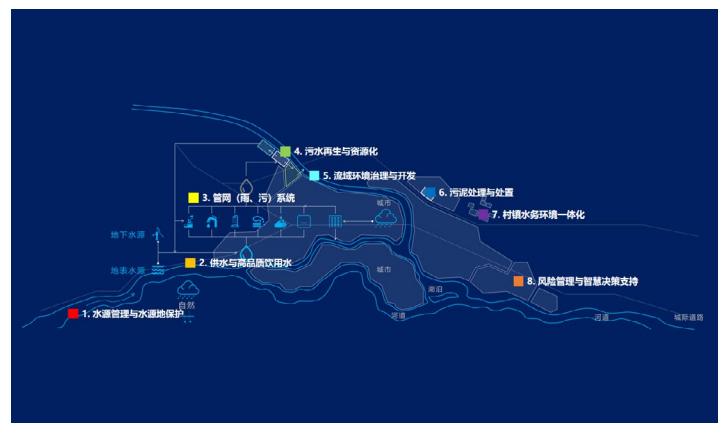 4. 污水再生与资源化
5. 流域环境治理与开发
6. 污泥处理与处置
3. 管网（雨、污）系统
城市
7. 村镇水务环境一体化
地下水源
2. 供水与高品质饮用水
地表水源
城市
8. 风险管理与智慧决策支持
湖泊
自然
1. 水源管理与水源地保护
河道
河道
城际道路